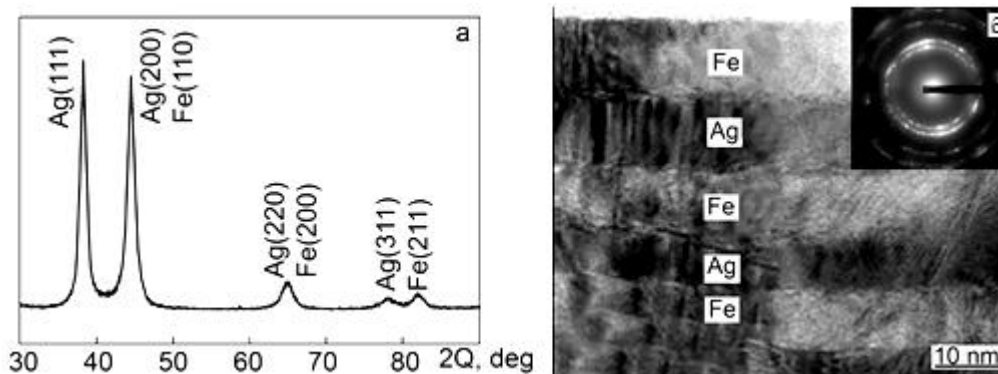 a
Ag(111)
Ag(200)
Fe(110)
Ag(220)
Fe(200)
Ag(311)
Fe(211)
30 40 50 60 70 80 2Q, deg
Fe
Ag
Fe
Ag
Fe
10 nm